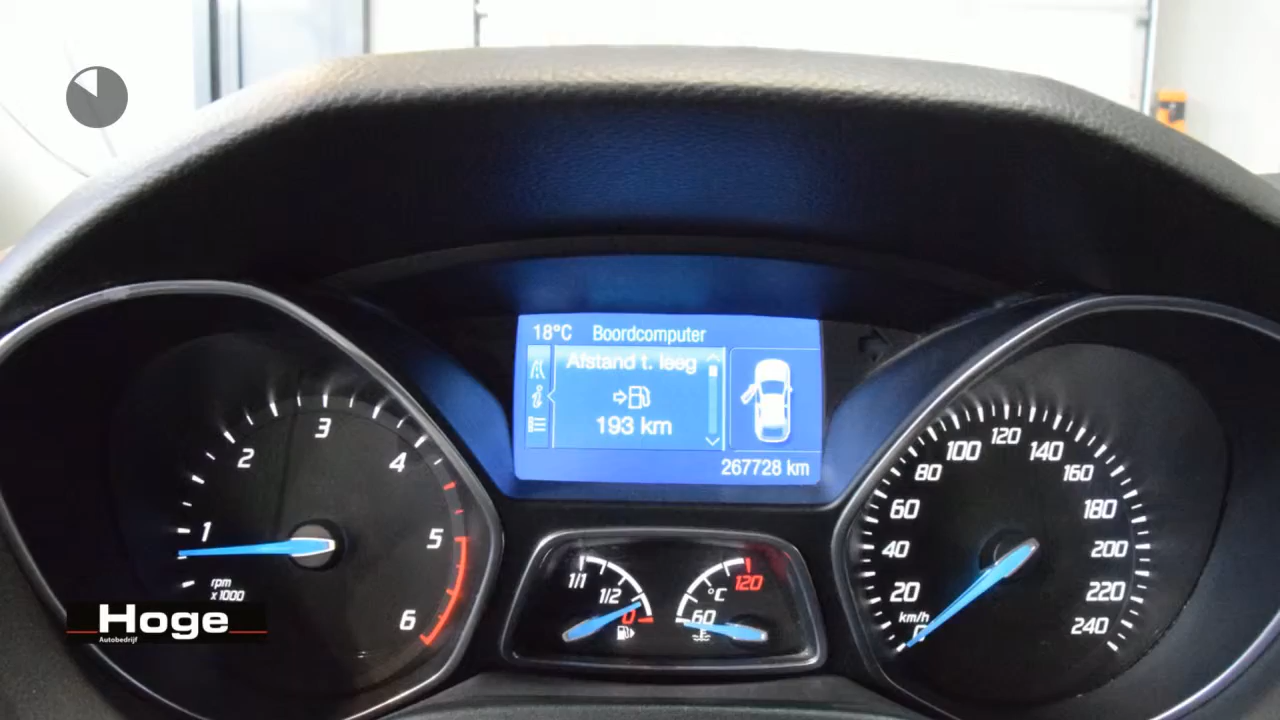 18°C Boordcomputer
Afstand t. leeg
193 km
267728 km
1
2
3
4
5
6
rpm
x1000
1/1
1/2
0
°C
60
120
20
40
60
80
100
120
140
160
180
200
220
240
km/h
Hoge
Autobedrijf